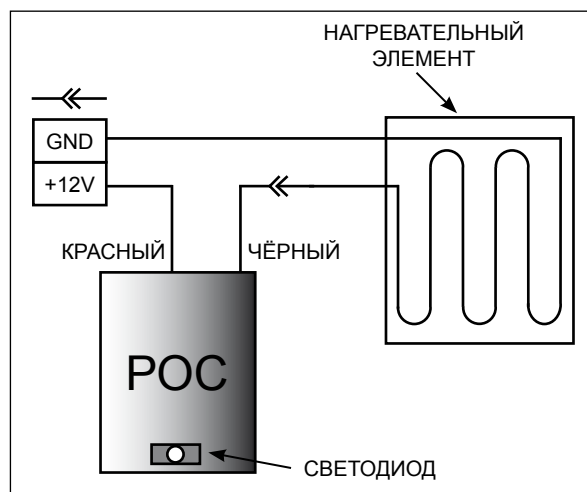 НАГРЕВАТЕЛЬНЫЙ
ЭЛЕМЕНТ
GND
+12V
КРАСНЫЙ
ЧЁРНЫЙ
РОС
СВЕТОДИОД